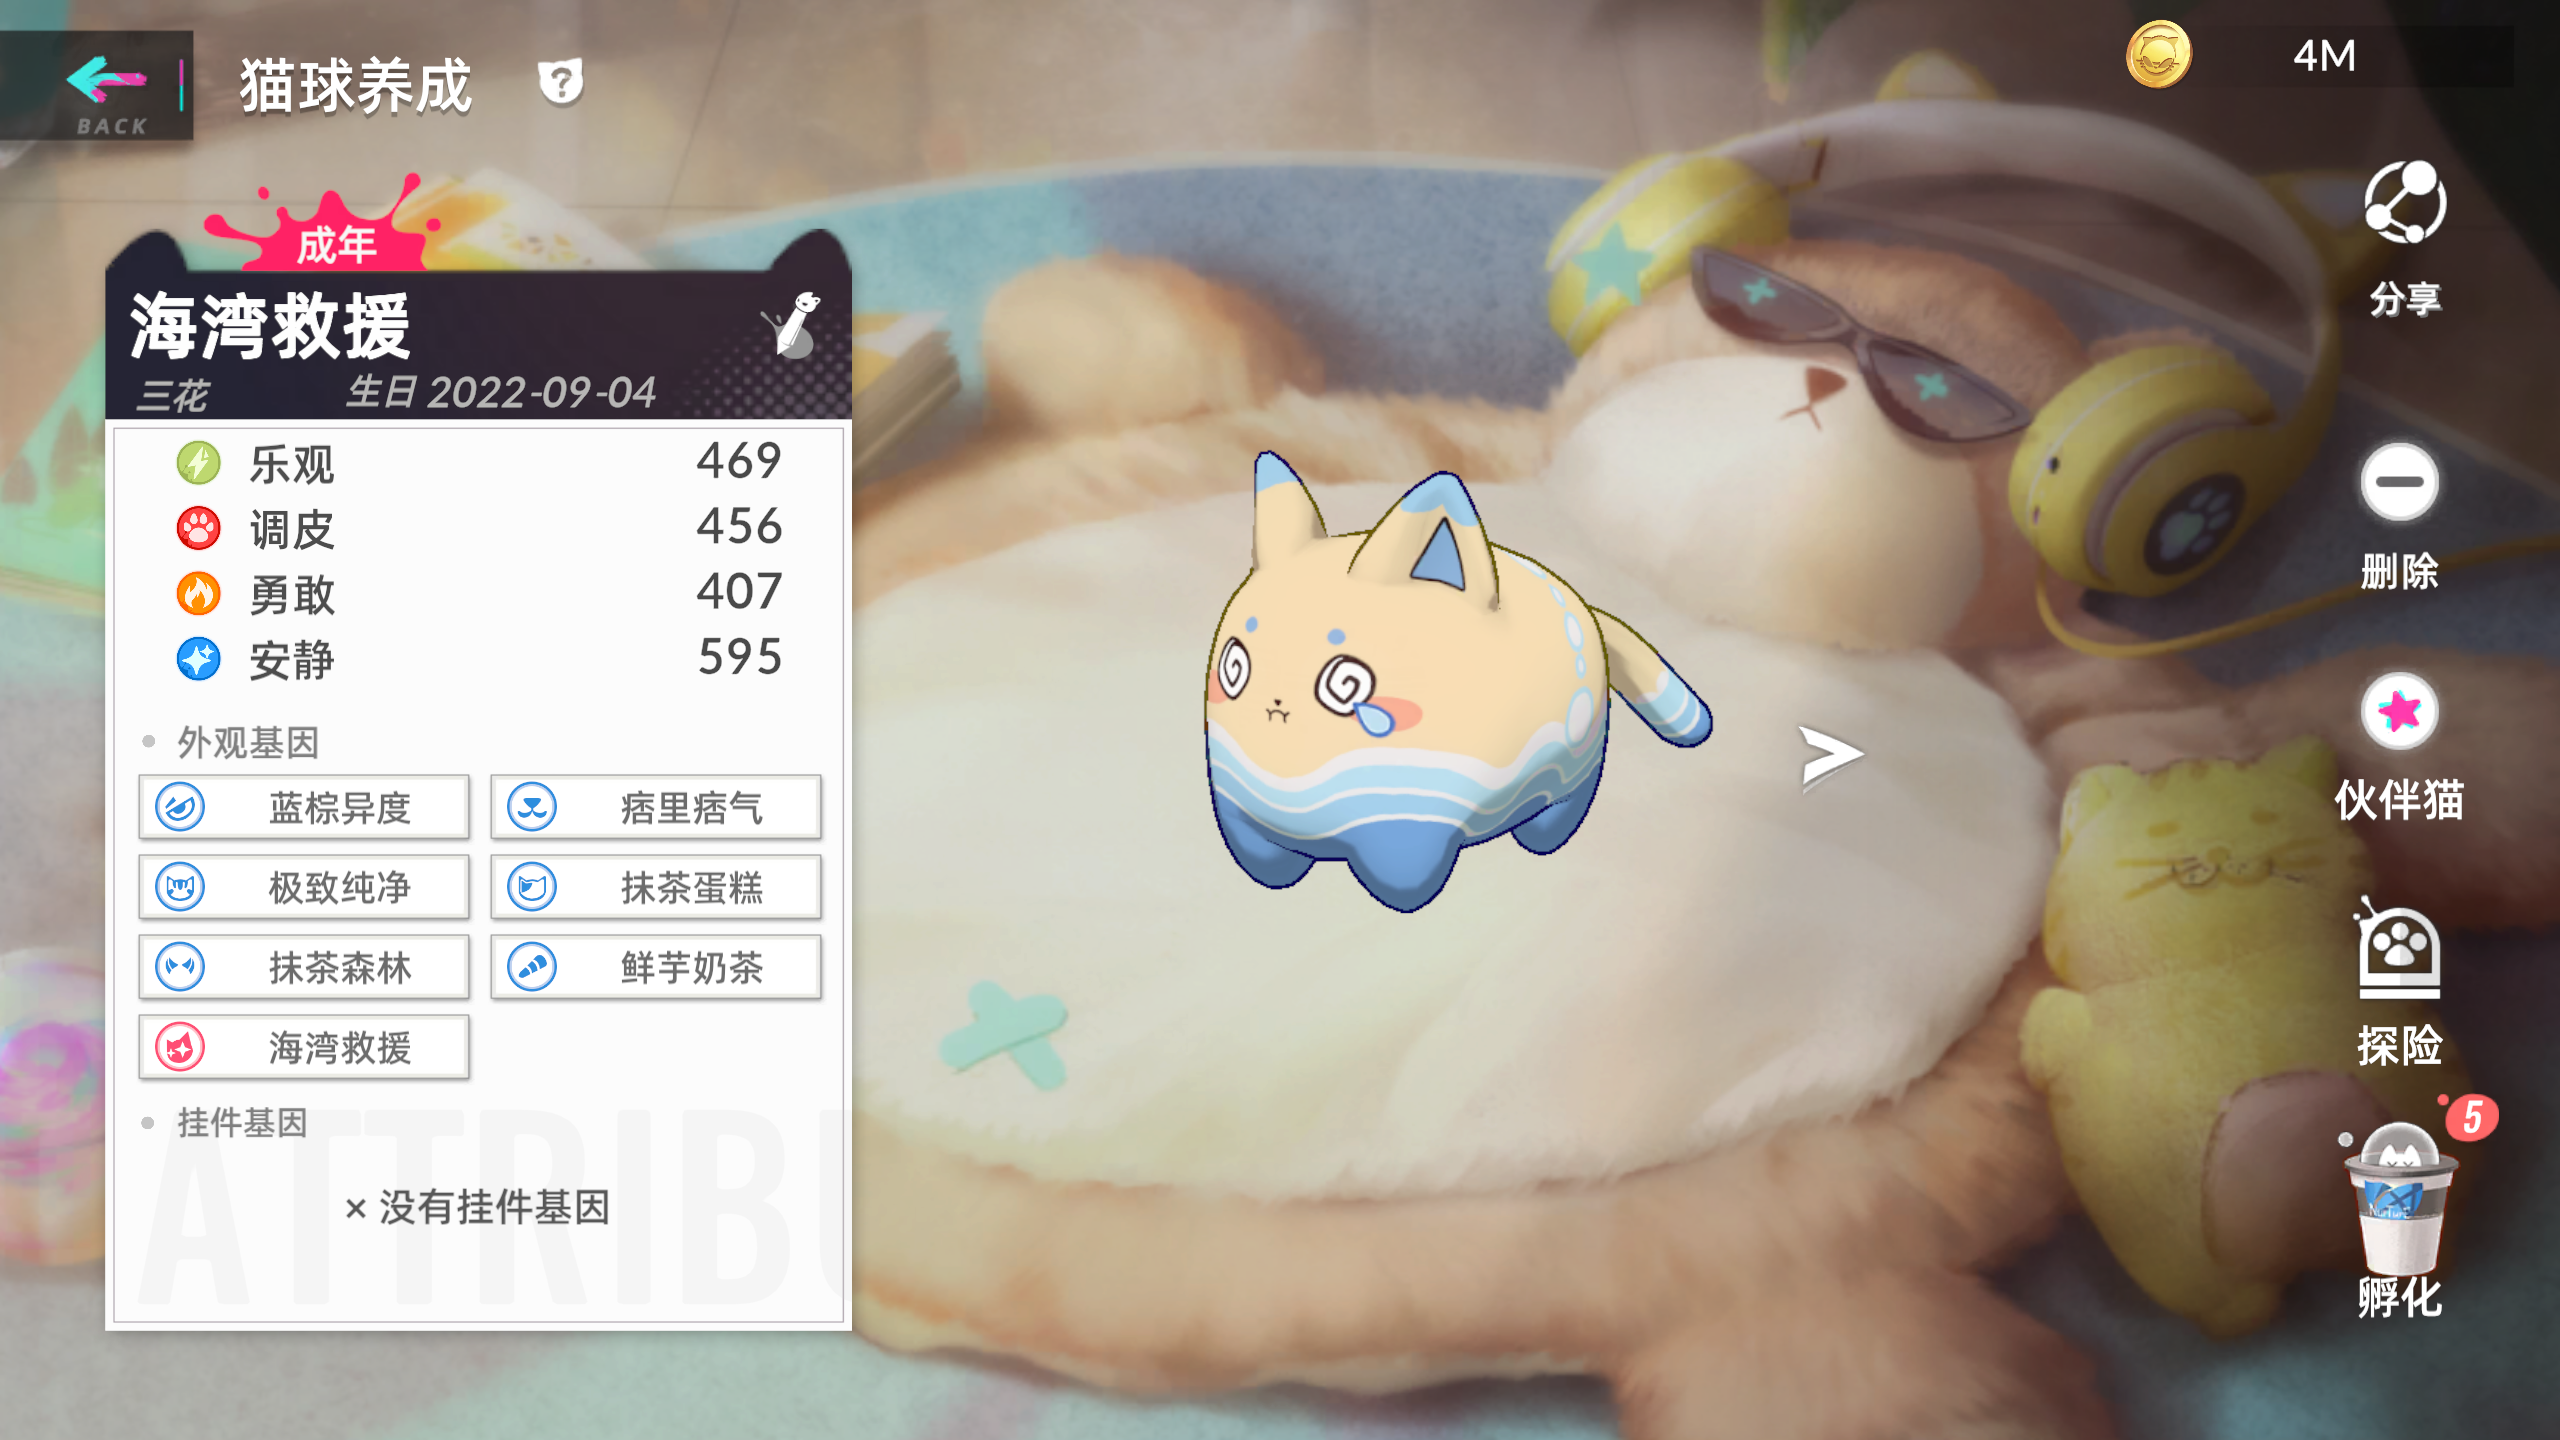 BACK
猫球养成
?
4M
分享
删除
伙伴猫
探险
5
Nurture
孵化
成年
海湾救援
三花 生日 2022-09-04
乐观 469
调皮 456
勇敢 407
安静 595
外观基因
蓝棕异度 痞里痞气
极致纯净 抹茶蛋糕
抹茶森林 鲜芋奶茶
海湾救援
挂件基因
× 没有挂件基因
ATTRIBU